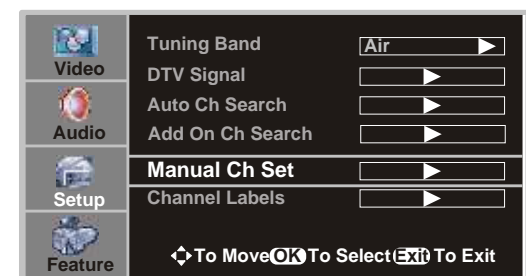 Video
Audio
Setup
Feature
Tuning Band Air
DTV Signal
Auto Ch Search
Add On Ch Search
Manual Ch Set
Channel Labels
To Move OK To Select Exit To Exit